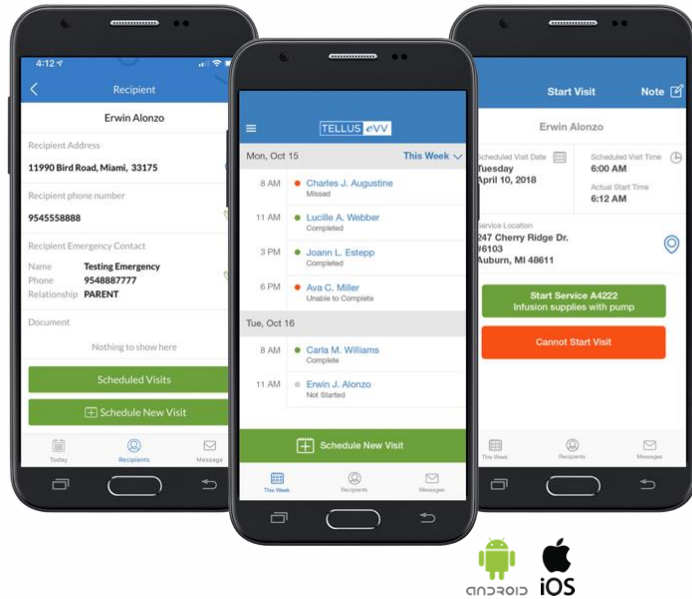 4:12
Recipient
Erwin Alonzo
Recipient Address
11990 Bird Road, Miami, 33175
Recipient phone number
9545558888
Recipient Emergency Contact
Name Testing Emergency
Phone 9548887777
Relationship PARENT
Document
Nothing to show here
Scheduled Visits
Schedule New Visit
Today Recipients Message
TELLUS eVV
Mon, Oct 15 This Week
8 AM Charles J. Augustine
Missed
11 AM Lucille A. Webber
Completed
3 PM Joann L. Estepp
Completed
6 PM Ava C. Miller
Unable to Complete
Tue, Oct 16
8 AM Carla M. Williams
Complete
11 AM Erwin J. Alonzo
Not Started
Schedule New Visit
This Week Recipients Messages
Start Visit Note
Erwin Alonzo
Scheduled Visit Date
Tuesday
April 10, 2018
Scheduled Visit Time
6:00 AM
Actual Start Time
6:12 AM
Service Location
247 Cherry Ridge Dr.
#6103
Auburn, MI 48611
Start Service A4222
Infusion supplies with pump
Cannot Start Visit
This Week Recipients Messages
android iOS